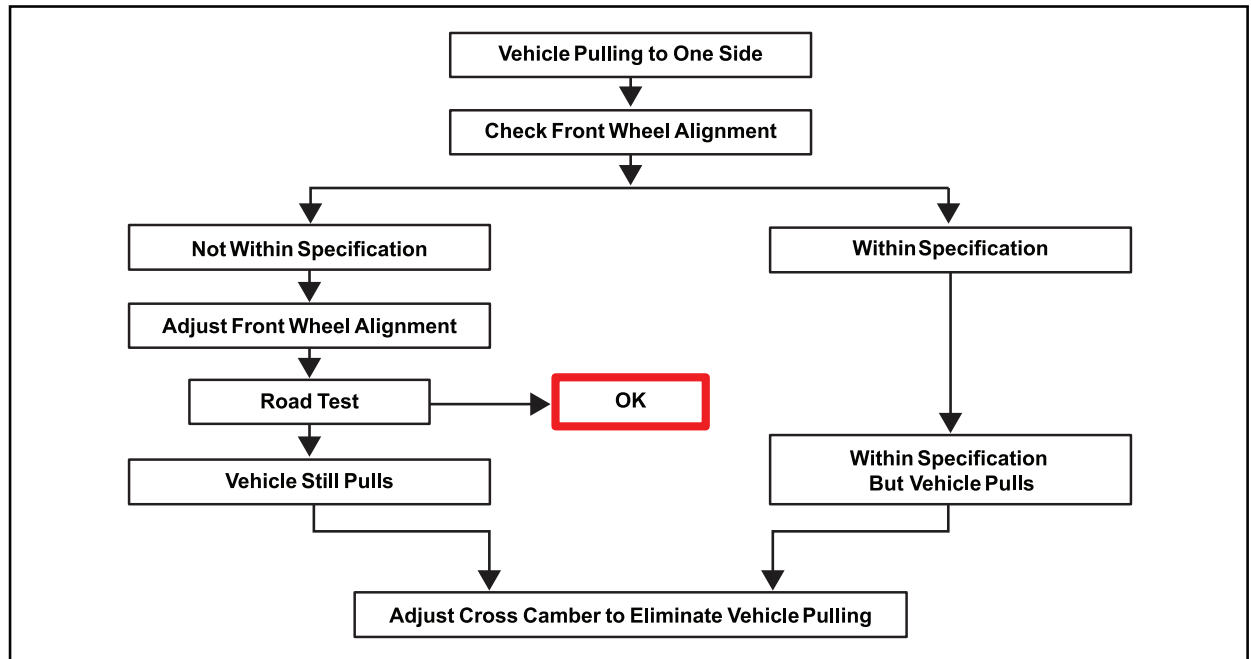 Vehicle Pulling to One Side
Check Front Wheel Alignment
Not Within Specification
Within Specification
Adjust Front Wheel Alignment
Road Test
OK
Vehicle Still Pulls
Within Specification
But Vehicle Pulls
Adjust Cross Camber to Eliminate Vehicle Pulling